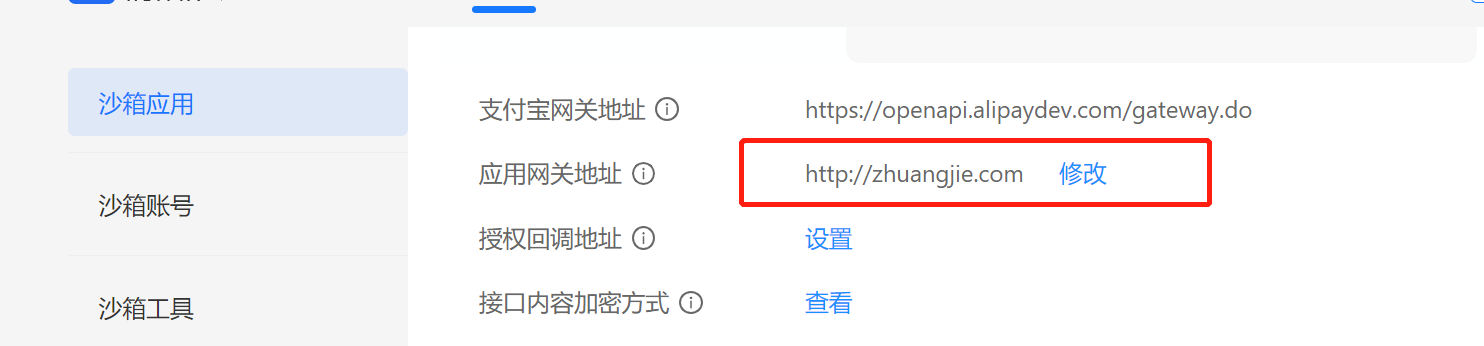 沙箱应用
支付宝网关地址 https://openapi.alipaydev.com/gateway.do
应用网关地址 http://zhuangjie.com 修改
沙箱账号
授权回调地址 设置
接口内容加密方式 查看
沙箱工具